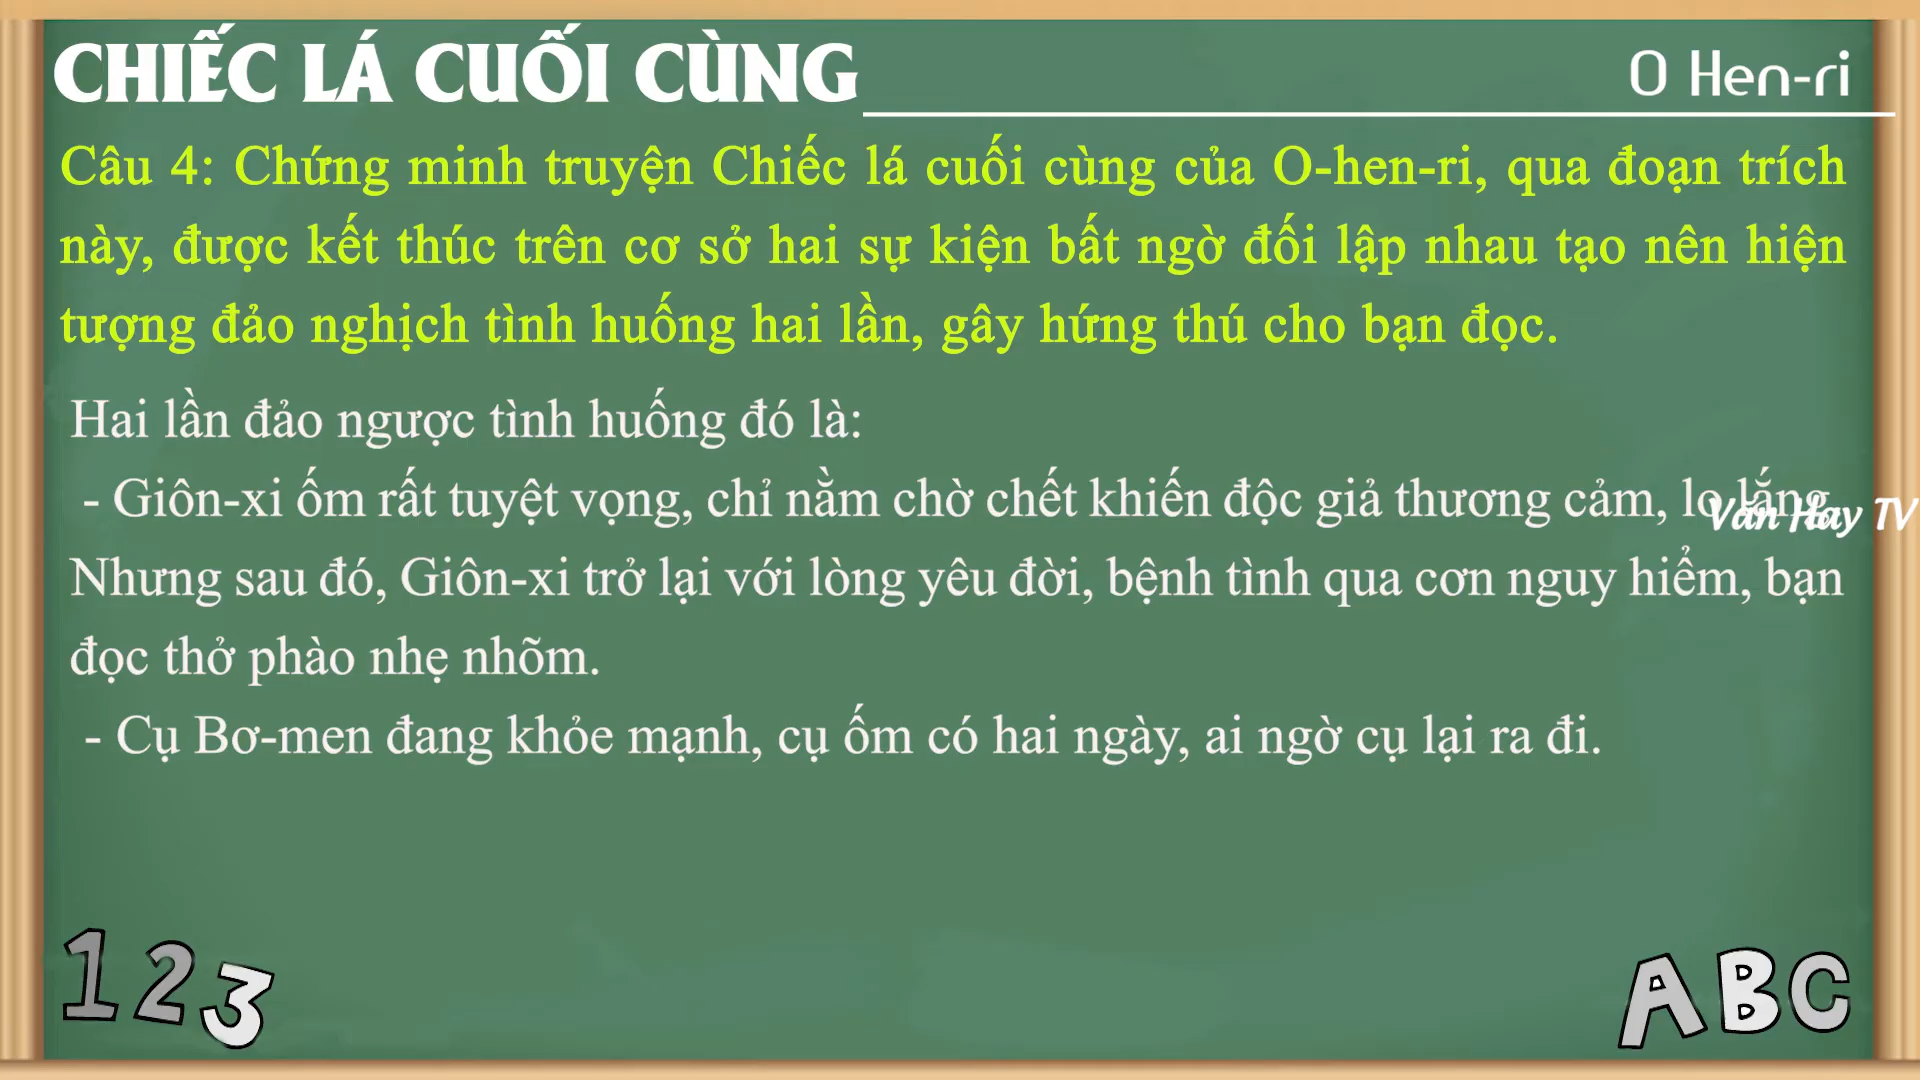 CHIẾC LÁ CUỐI CÙNG
O Hen-ri
Câu 4: Chứng minh truyện Chiếc lá cuối cùng của O-hen-ri, qua đoạn trích
này, được kết thúc trên cơ sở hai sự kiện bất ngờ đối lập nhau tạo nên hiện
tượng đảo nghịch tình huống hai lần, gây hứng thú cho bạn đọc.
Hai lần đảo ngược tình huống đó là:
- Giôn-xi ốm rất tuyệt vọng, chỉ nằm chờ chết khiến độc giả thương cảm, lo lắng.
Văn Hay TV
Nhưng sau đó, Giôn-xi trở lại với lòng yêu đời, bệnh tình qua cơn nguy hiểm, bạn
đọc thở phào nhẹ nhõm.
- Cụ Bơ-men đang khỏe mạnh, cụ ốm có hai ngày, ai ngờ cụ lại ra đi.
123
ABC